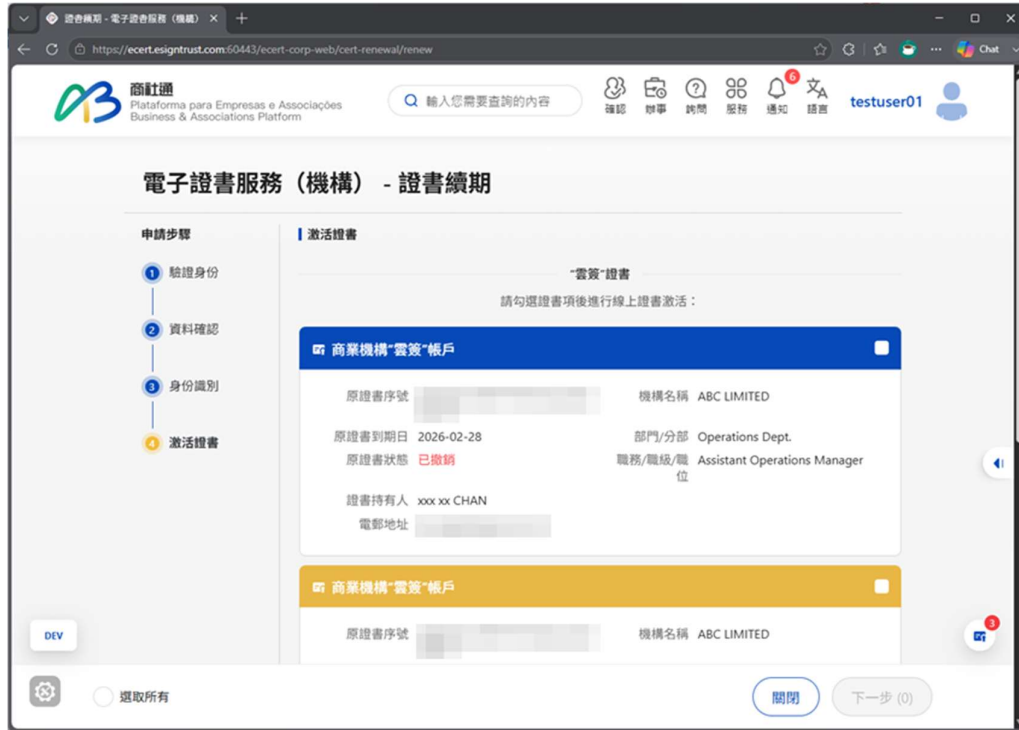 證書續期 - 電子證書服務（機構）
https://ecert.esigntrust.com:60443/ecert-corp-web/cert-renewal/renew
Chat
商社通
Plataforma para Empresas e Associações
Business & Associations Platform
輸入您需要查詢的內容
確認
辦事
詢問
服務
6
通知
語言
testuser01
電子證書服務（機構） - 證書續期
申請步驟
1 驗證身份
2 資料確認
3 身份識別
4 激活證書
激活證書
"雲簽"證書
請勾選證書項後進行線上證書激活：
商業機構"雲簽"帳戶
原證書序號
機構名稱 ABC LIMITED
原證書到期日 2026-02-28
部門/分部 Operations Dept.
原證書狀態 已撤銷
職務/職級/職位 Assistant Operations Manager
證書持有人 xxx xx CHAN
電郵地址
商業機構"雲簽"帳戶
原證書序號
機構名稱 ABC LIMITED
DEV
3
選取所有
關閉
下一步 (0)